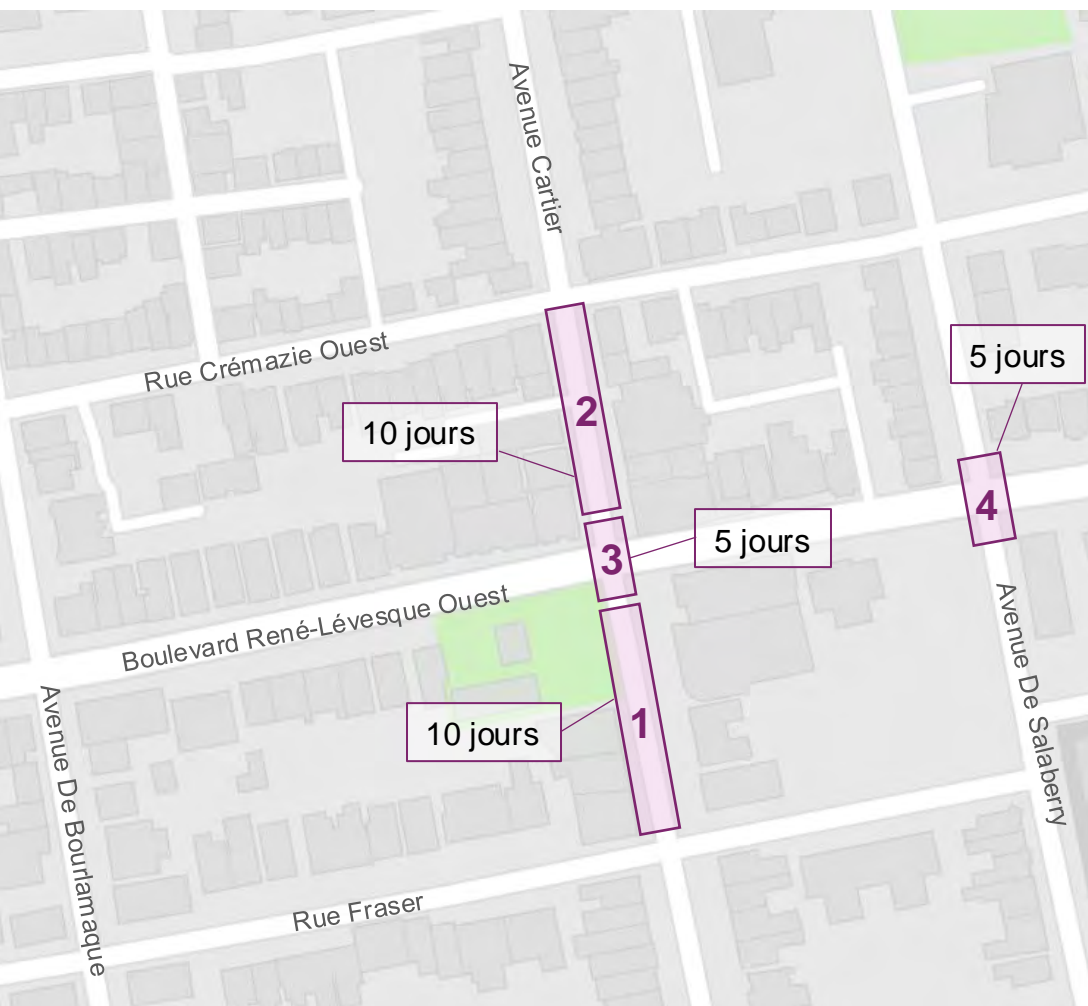 Avenue Cartier
Rue Crémazie Ouest
5 jours
2
10 jours
4
5 jours
3
Boulevard René-Lévesque Ouest
Avenue De Salaberry
Avenue De Bourlamaque
10 jours
1
Rue Fraser